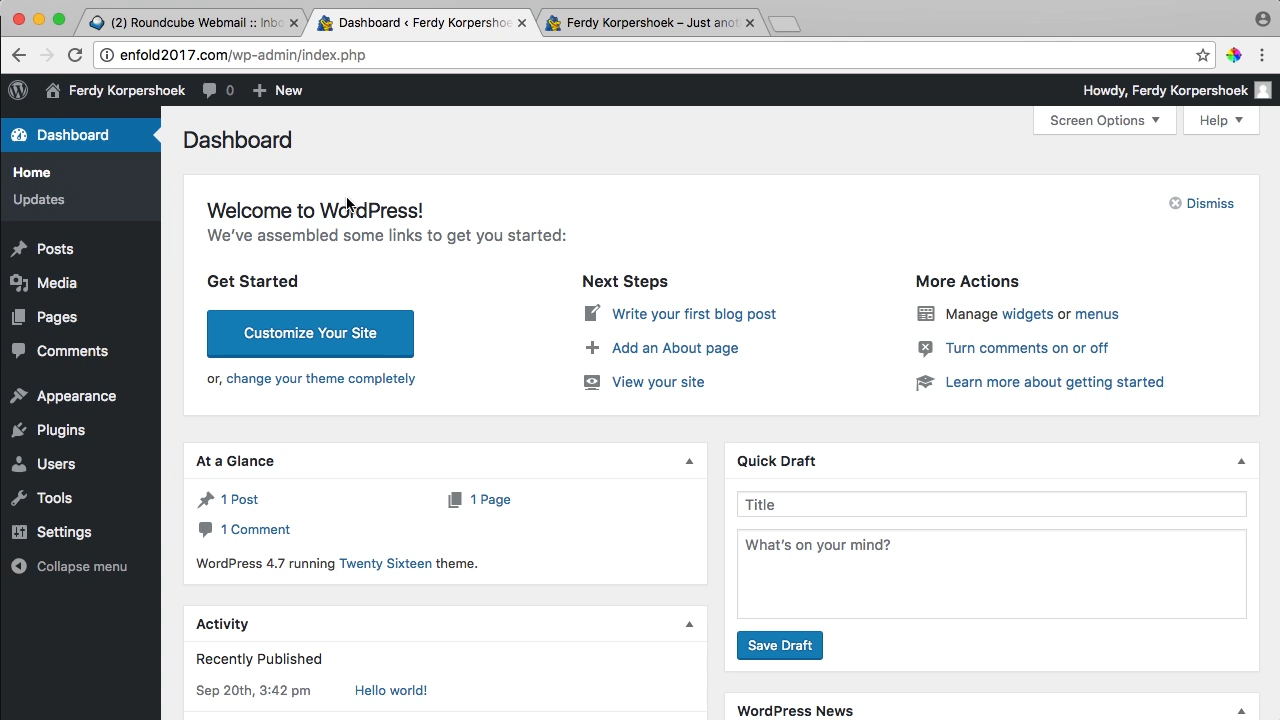 (2) Roundcube Webmail :: Inbo
Dashboard ‹ Ferdy Korpershoe
Ferdy Korpershoek – Just anot
enfold2017.com/wp-admin/index.php
Ferdy Korpershoek
0
New
Howdy, Ferdy Korpershoek
Dashboard
Home
Updates
Posts
Media
Pages
Comments
Appearance
Plugins
Users
Tools
Settings
Collapse menu
Dashboard
Screen Options
Help
Welcome to WordPress!
We've assembled some links to get you started:
Dismiss
Get Started
Customize Your Site
or, change your theme completely
Next Steps
Write your first blog post
Add an About page
View your site
More Actions
Manage widgets or menus
Turn comments on or off
Learn more about getting started
At a Glance
1 Post
1 Page
1 Comment
WordPress 4.7 running Twenty Sixteen theme.
Activity
Recently Published
Sep 20th, 3:42 pm Hello world!
Quick Draft
Title
What's on your mind?
Save Draft
WordPress News